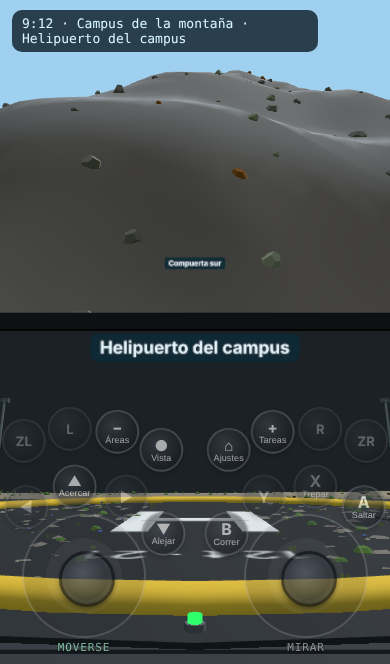 9:12 · Campus de la montaña ·
Helipuerto del campus
Compuerta sur
Helipuerto del campus
ZL
L
–
Áreas
Vista
Ajustes
+
Tareas
R
ZR
Acercar
Y
X
Trepar
A
Saltar
Alejar
B
Correr
MOVERSE
MIRAR